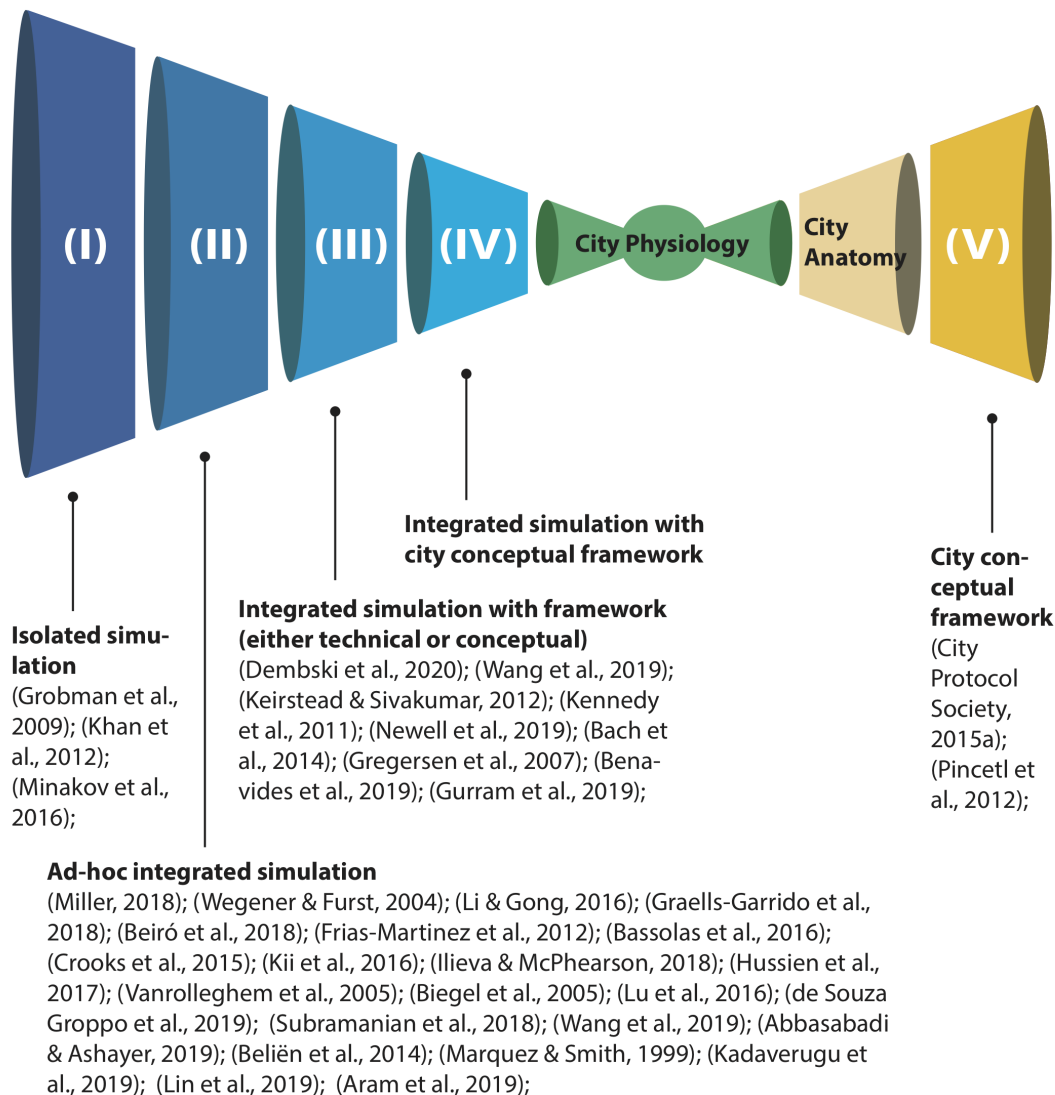 (I)
(II)
(III)
(IV)
City Physiology
City
Anatomy
(V)
Integrated simulation with
city conceptual framework
Integrated simulation with framework
(either technical or conceptual)
(Dembski et al., 2020); (Wang et al., 2019);
(Keirstead & Sivakumar, 2012); (Kennedy
et al., 2011); (Newell et al., 2019); (Bach et
al., 2014); (Gregersen et al., 2007); (Bena-
vides et al., 2019); (Gurram et al., 2019);
City con-
ceptual
framework
(City
Protocol
Society,
2015a);
(Pincetl et
al., 2012);
Isolated simu-
lation
(Grobman et al.,
2009); (Khan et
al., 2012);
(Minakov et al.,
2016);
Ad-hoc integrated simulation
(Miller, 2018); (Wegener & Furst, 2004); (Li & Gong, 2016); (Graells-Garrido et al.,
2018); (Beiró et al., 2018); (Frias-Martinez et al., 2012); (Bassolas et al., 2016);
(Crooks et al., 2015); (Kii et al., 2016); (Ilieva & McPhearson, 2018); (Hussien et al.,
2017); (Vanrolleghem et al., 2005); (Biegel et al., 2005); (Lu et al., 2016); (de Souza
Groppo et al., 2019); (Subramanian et al., 2018); (Wang et al., 2019); (Abbasabadi
& Ashayer, 2019); (Beliën et al., 2014); (Marquez & Smith, 1999); (Kadaverugu et
al., 2019); (Lin et al., 2019); (Aram et al., 2019);